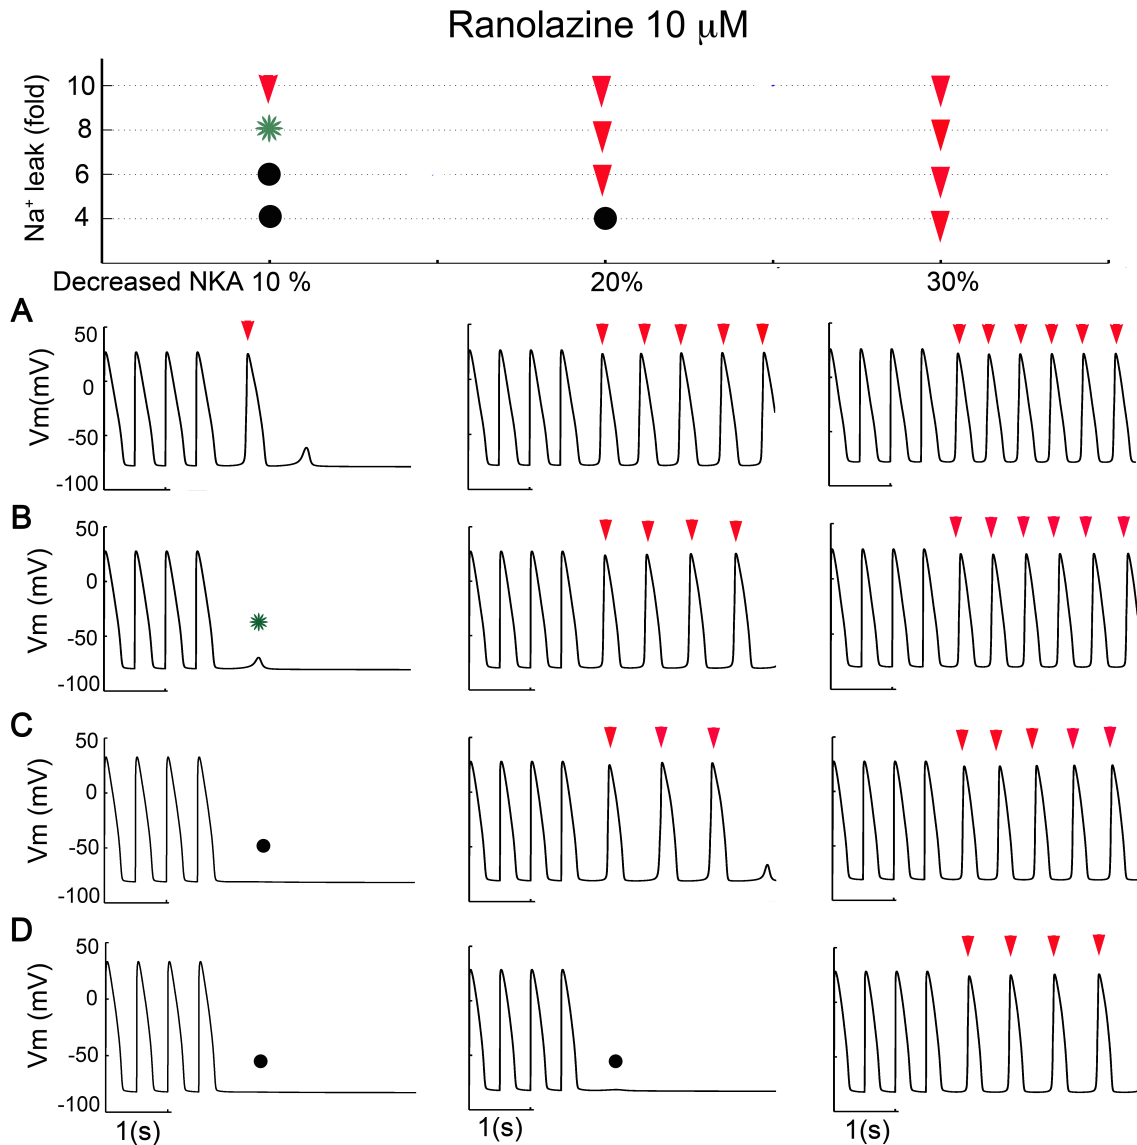 Ranolazine 10 μM
Na⁺ leak (fold)
10
8
6
4
Decreased NKA 10 %
20%
30%
A
Vm(mV)
50
0
-50
-100
B
Vm (mV)
50
0
-50
-100
C
Vm (mV)
50
0
-50
-100
D
Vm (mV)
50
0
-50
-100
1(s)
1(s)
1(s)